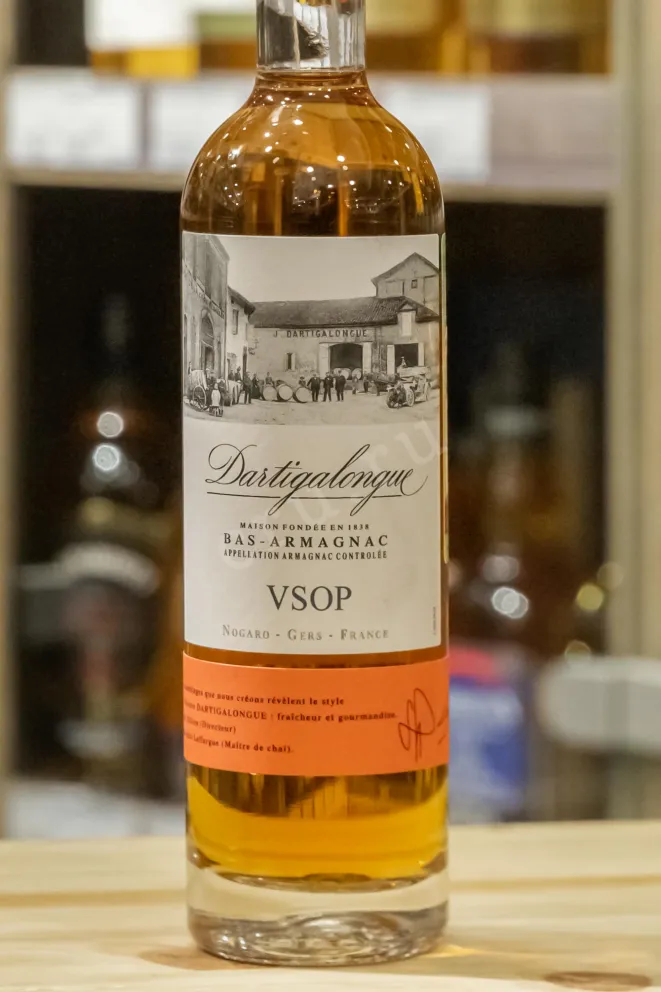 J. DARTIGALONGUE
Dartigalongue
MAISON FONDÉE EN 1838
BAS-ARMAGNAC
APPELLATION ARMAGNAC CONTROLÉE
VSOP
NOGARO - GERS - FRANCE
que nous créons révèlent le style
DARTIGALONGUE : fraîcheur et gourmandise.
(Directeur)
Laffargue (Maître de chai).